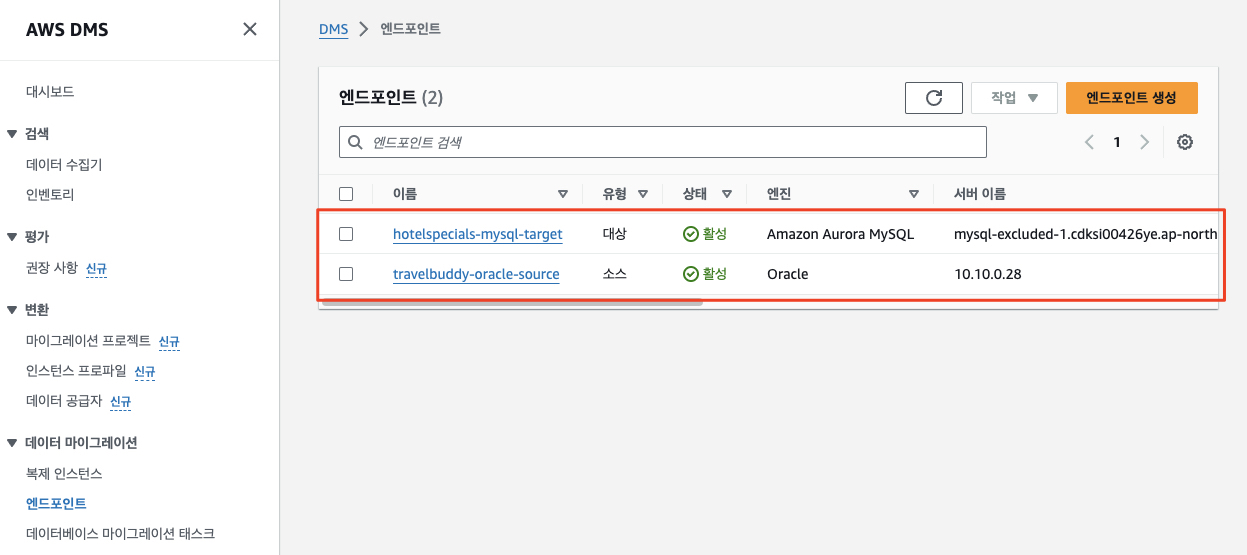 AWS DMS
대시보드
검색
데이터 수집기
인벤토리
평가
권장 사항 신규
변환
마이그레이션 프로젝트 신규
인스턴스 프로파일 신규
데이터 공급자 신규
데이터 마이그레이션
복제 인스턴스
엔드포인트
데이터베이스 마이그레이션 태스크
DMS 엔드포인트
엔드포인트 (2)
작업
엔드포인트 생성
엔드포인트 검색
1
이름 유형 상태 엔진 서버 이름
hotelspecials-mysql-target 대상 활성 Amazon Aurora MySQL mysql-excluded-1.cdksi00426ye.ap-north
travelbuddy-oracle-source 소스 활성 Oracle 10.10.0.28